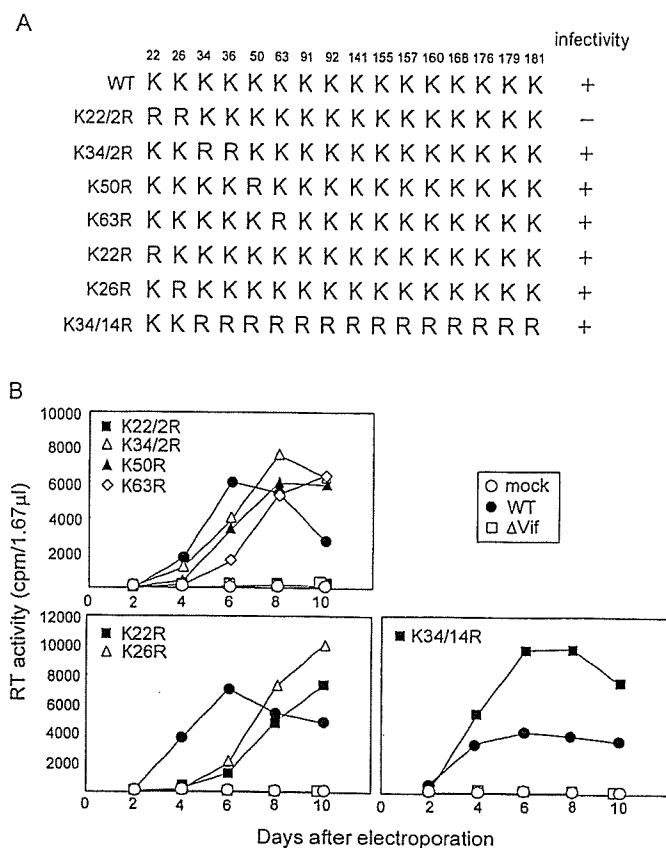 A
infectivity
22 26 34 36 50 63 91 92 141 155 157 160 168 176 179 181
WT K K K K K K K K K K K K K K K K +
K22/2R R R K K K K K K K K K K K K K K −
K34/2R K K R R K K K K K K K K K K K K +
K50R K K K K R K K K K K K K K K K K +
K63R K K K K K R K K K K K K K K K K +
K22R R K K K K K K K K K K K K K K K +
K26R K R K K K K K K K K K K K K K K +
K34/14R K K R R R R R R R R R R R R R R +
B
10000
8000
6000
4000
2000
0 2 4 6 8 10
K22/2R
K34/2R
K50R
K63R
mock
WT
ΔVif
RT activity (cpm/1.67μl)
12000
10000
8000
6000
4000
2000
0 2 4 6 8 10
K22R
K26R
K34/14R
0 2 4 6 8 10
Days after electroporation